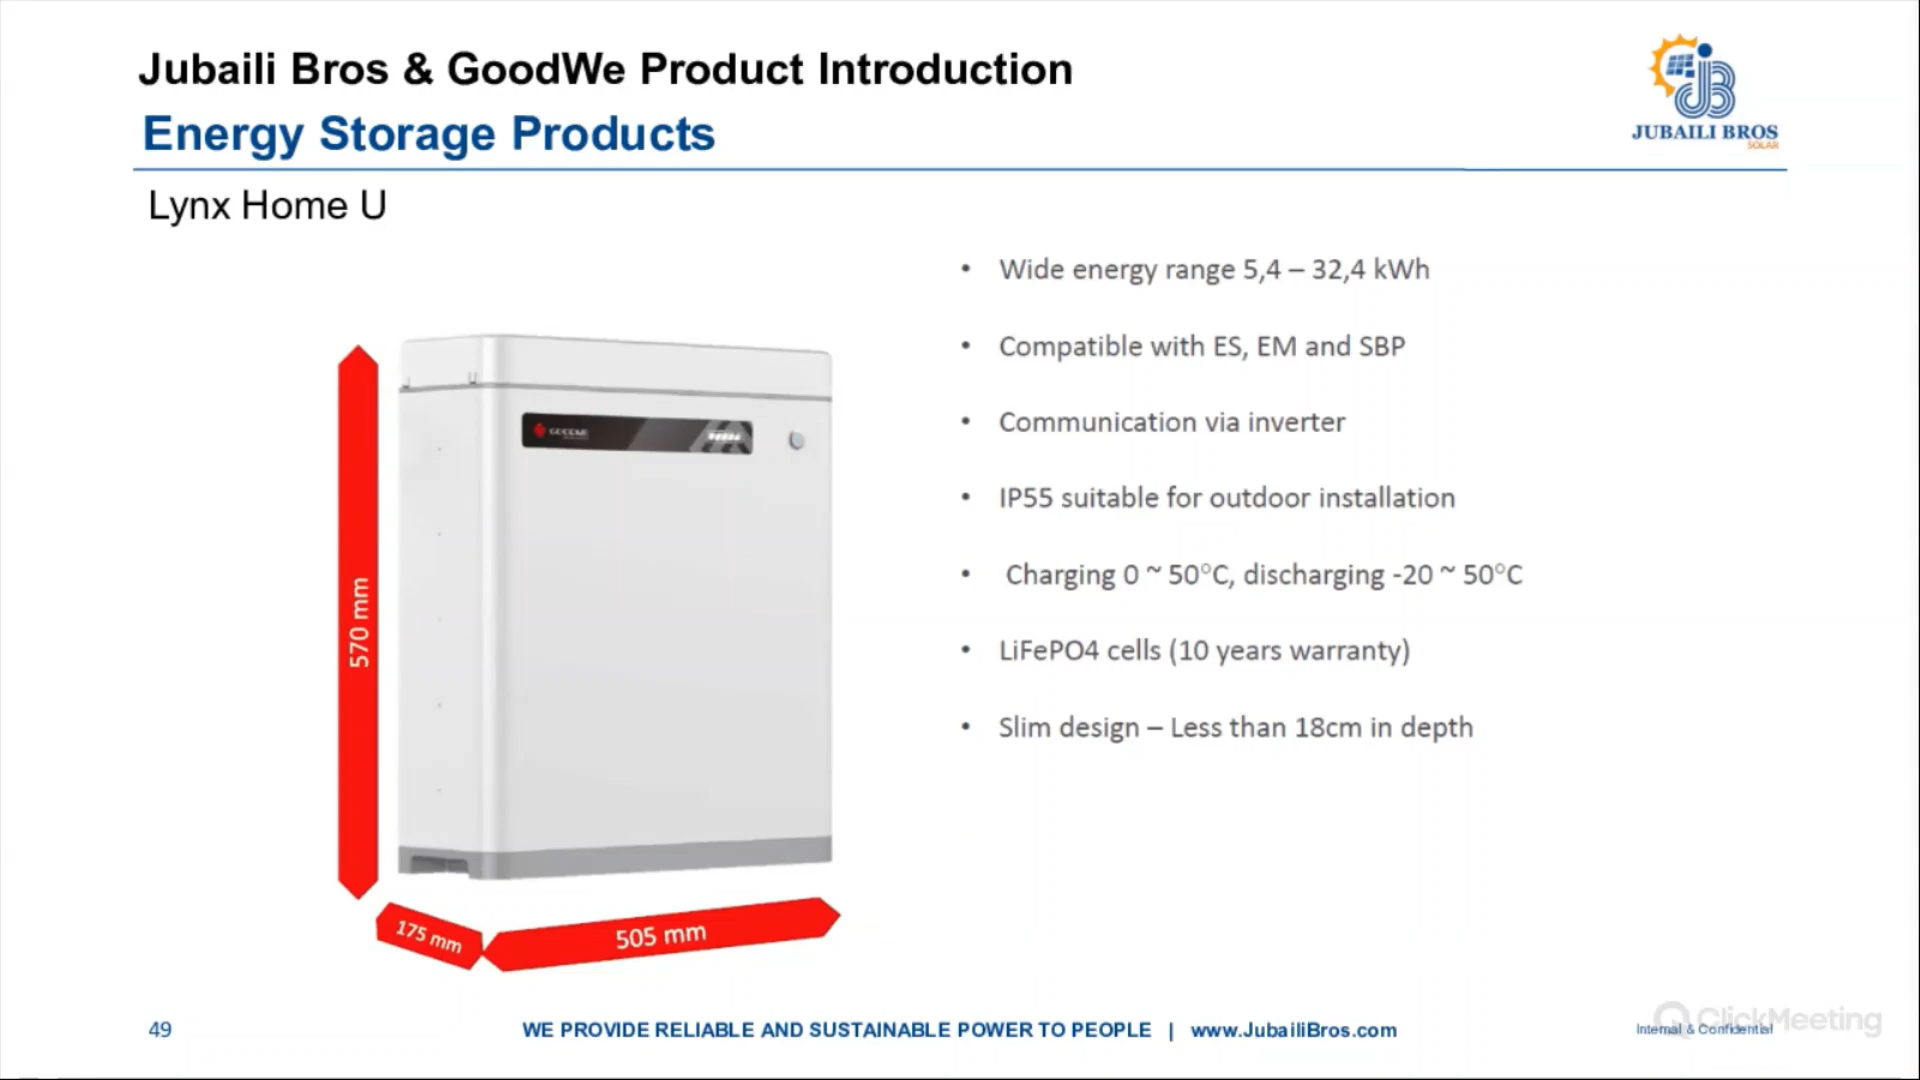 Jubaili Bros & GoodWe Product Introduction
Energy Storage Products
JUBAILI BROS
SOLAR
Lynx Home U
• Wide energy range 5,4 – 32,4 kWh
• Compatible with ES, EM and SBP
• Communication via inverter
• IP55 suitable for outdoor installation
• Charging 0 ~ 50°C, discharging -20 ~ 50°C
• LiFePO4 cells (10 years warranty)
• Slim design – Less than 18cm in depth
GOODWE
570 mm
175 mm
505 mm
49
WE PROVIDE RELIABLE AND SUSTAINABLE POWER TO PEOPLE | www.JubailiBros.com
Internal & Confidential
ClickMeeting